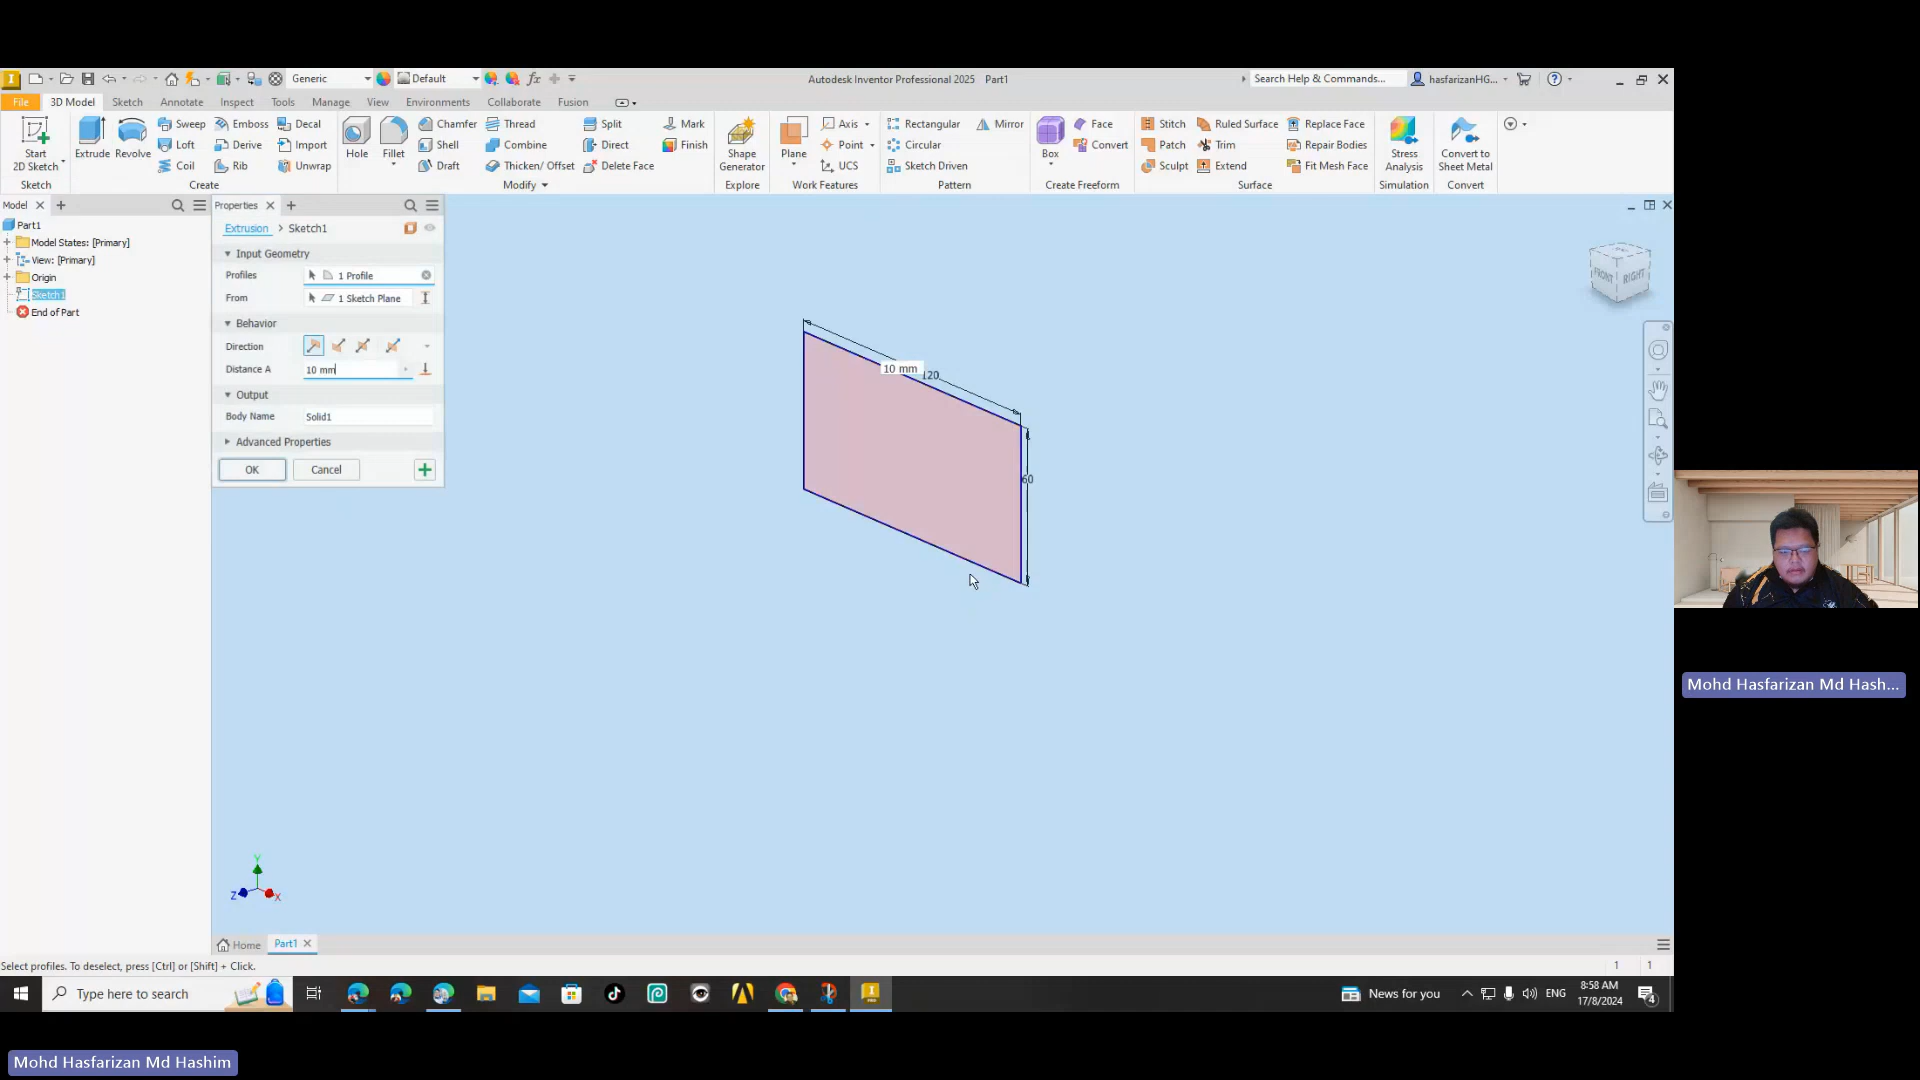 Generic
Default
fx
Autodesk Inventor Professional 2025 Part1
Search Help & Commands...
hasfarizanHG...
File 3D Model Sketch Annotate Inspect Tools Manage View Environments Collaborate Fusion
Start 2D Sketch
Sketch
Extrude Revolve Sweep Loft Coil Emboss Derive Rib Decal Import Unwrap
Create
Hole Fillet Chamfer Shell Draft Thread Combine Thicken/ Offset Split Direct Delete Face Mark Finish
Modify
Shape Generator
Explore
Plane Axis Point UCS
Work Features
Rectangular Circular Sketch Driven Mirror
Pattern
Box Face Convert
Create Freeform
Stitch Patch Sculpt Ruled Surface Trim Extend Replace Face Repair Bodies Fit Mesh Face
Surface
Stress Analysis
Simulation
Convert to Sheet Metal
Convert
Model
Part1
Model States: [Primary]
View: [Primary]
Origin
Sketch1
End of Part
Properties
Extrusion > Sketch1
Input Geometry
Profiles 1 Profile
From 1 Sketch Plane
Behavior
Direction
Distance A 10 mm
Output
Body Name Solid1
Advanced Properties
OK Cancel
10 mm
120
60
FRONT RIGHT
Y
Z
X
Home Part1
Select profiles. To deselect, press [Ctrl] or [Shift] + Click.
1 1
Type here to search
News for you
ENG
8:58 AM
17/8/2024
4
Mohd Hasfarizan Md Hash...
Mohd Hasfarizan Md Hashim